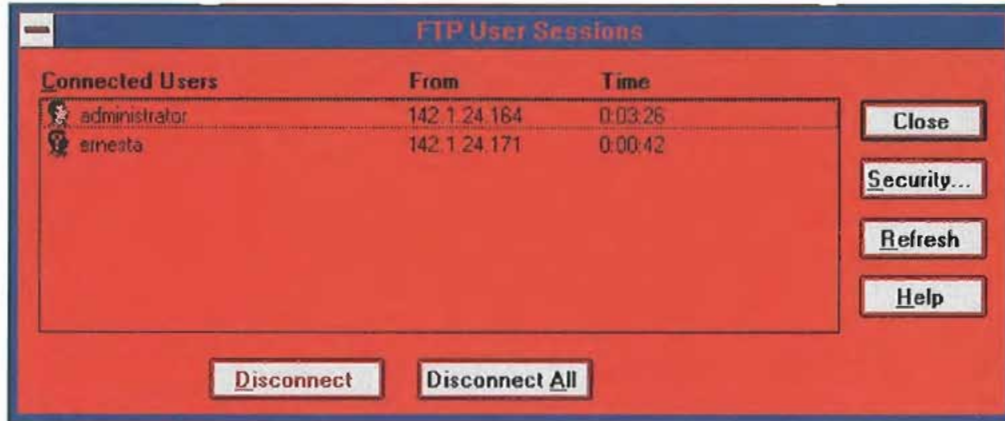 FTP User Sessions
Connected Users From Time
administrator 142.1.24.164 0:03:26
ernesta 142.1.24.171 0:00:42
Close
Security...
Refresh
Help
Disconnect Disconnect All